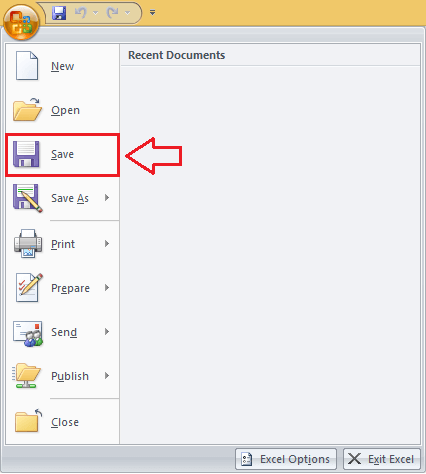 Recent Documents
New
Open
Save
Save As
Print
Prepare
Send
Publish
Close
Excel Options
Exit Excel